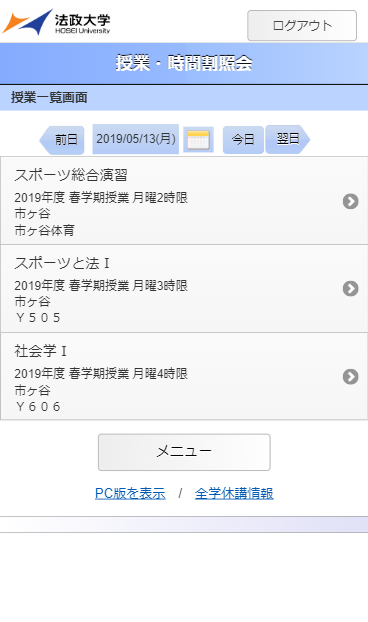 法政大学
HOSEI University
ログアウト
授業・時間割照会
授業一覧画面
前日 2019/05/13(月) 今日 翌日
スポーツ総合演習
2019年度 春学期授業 月曜2時限
市ヶ谷
市ヶ谷体育
スポーツと法Ⅰ
2019年度 春学期授業 月曜3時限
市ヶ谷
Ｙ５０５
社会学Ⅰ
2019年度 春学期授業 月曜4時限
市ヶ谷
Ｙ６０６
メニュー
PC版を表示 / 全学休講情報